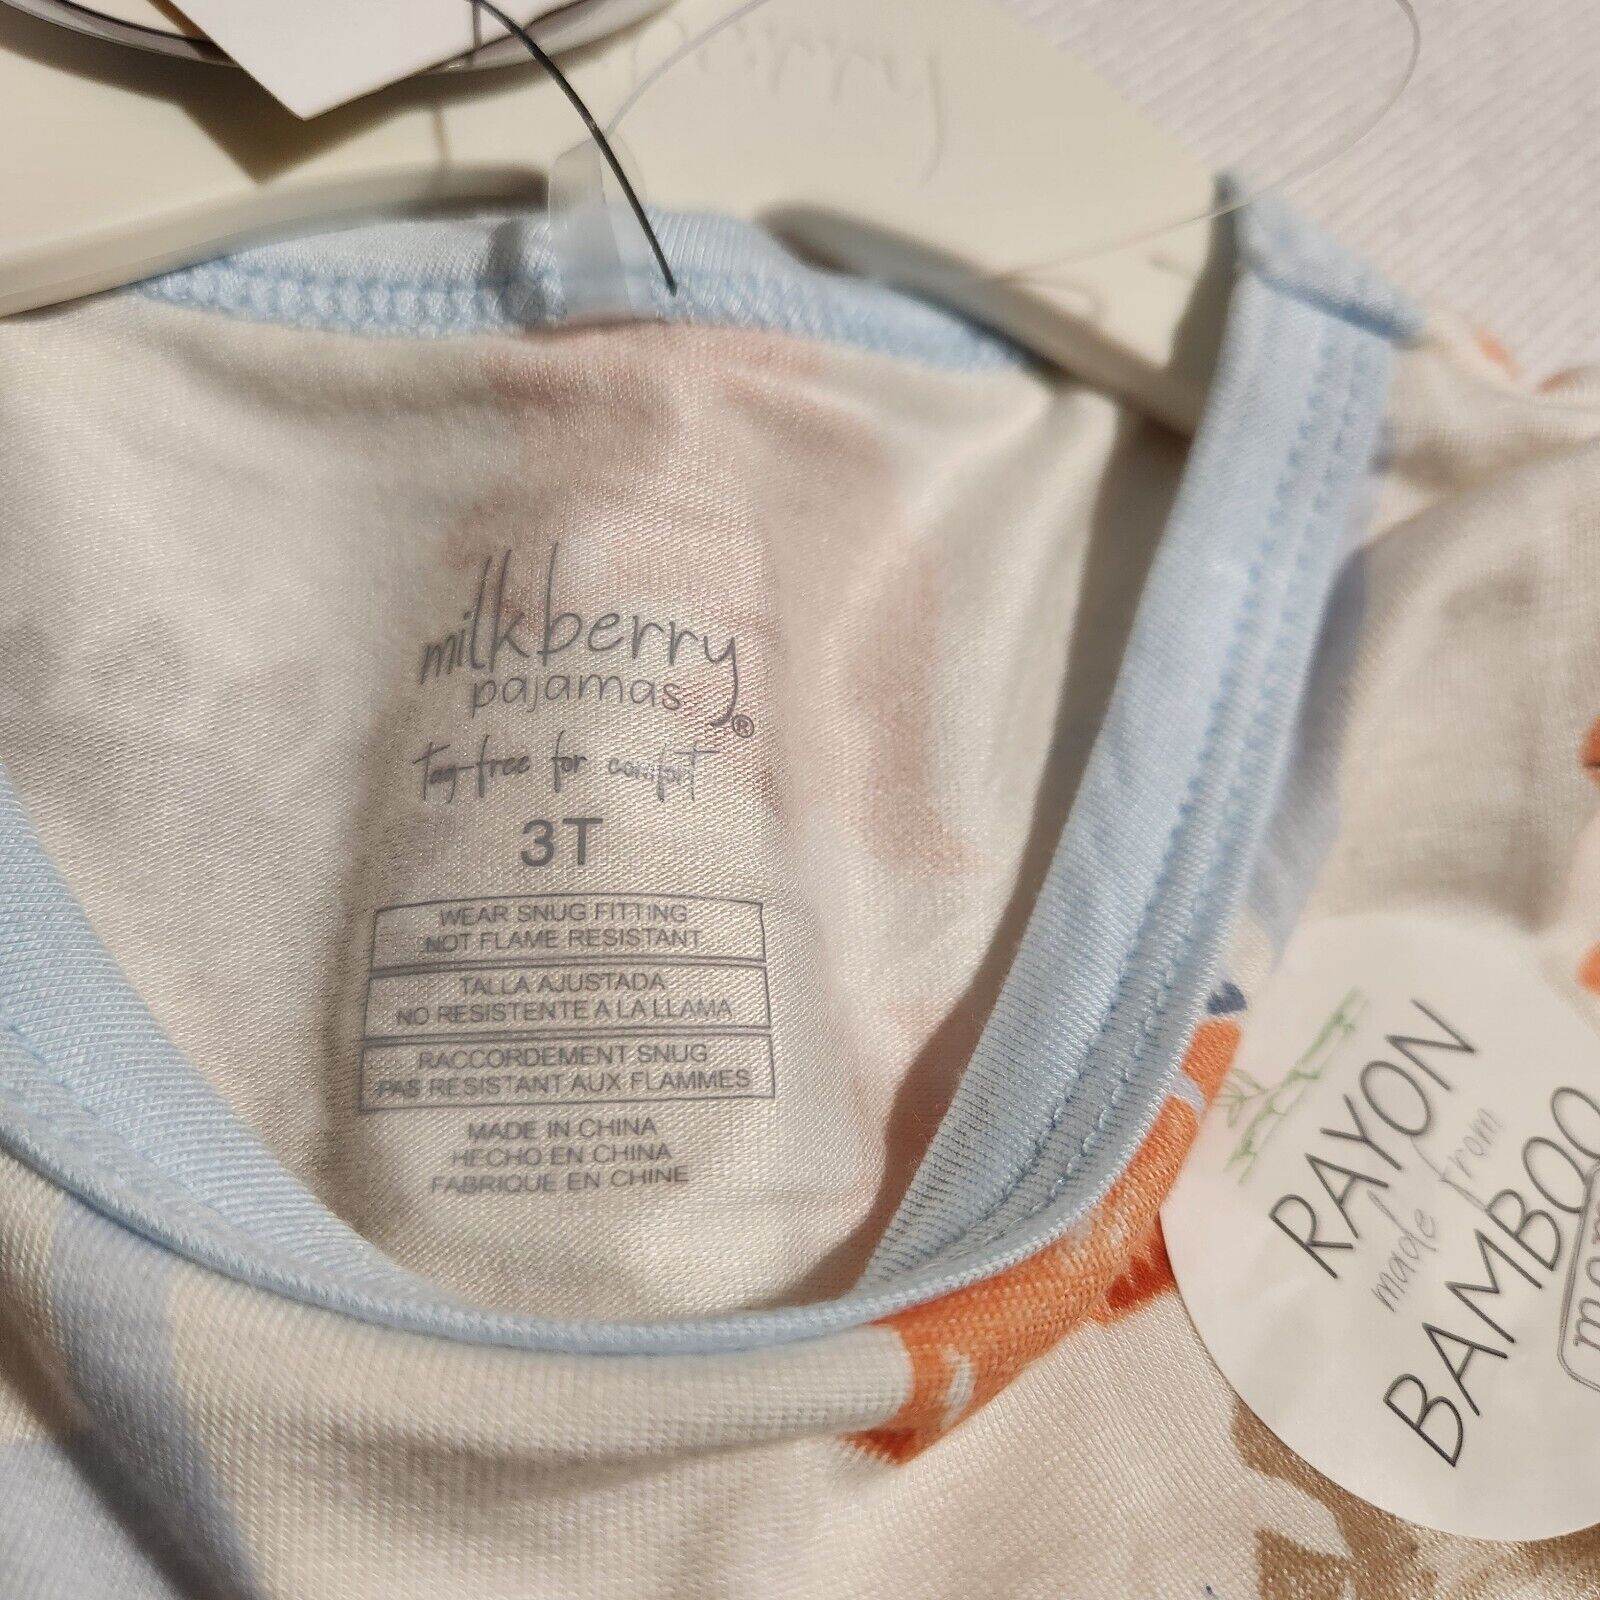 berry
milkberry
pajamas®
tag-free for comfort
3T
WEAR SNUG FITTING
NOT FLAME RESISTANT
TALLA AJUSTADA
NO RESISTENTE A LA LLAMA
RACCORDEMENT SNUG
PAS RESISTANT AUX FLAMMES
MADE IN CHINA
HECHO EN CHINA
FABRIQUE EN CHINE
RAYON
made from
BAMBOO